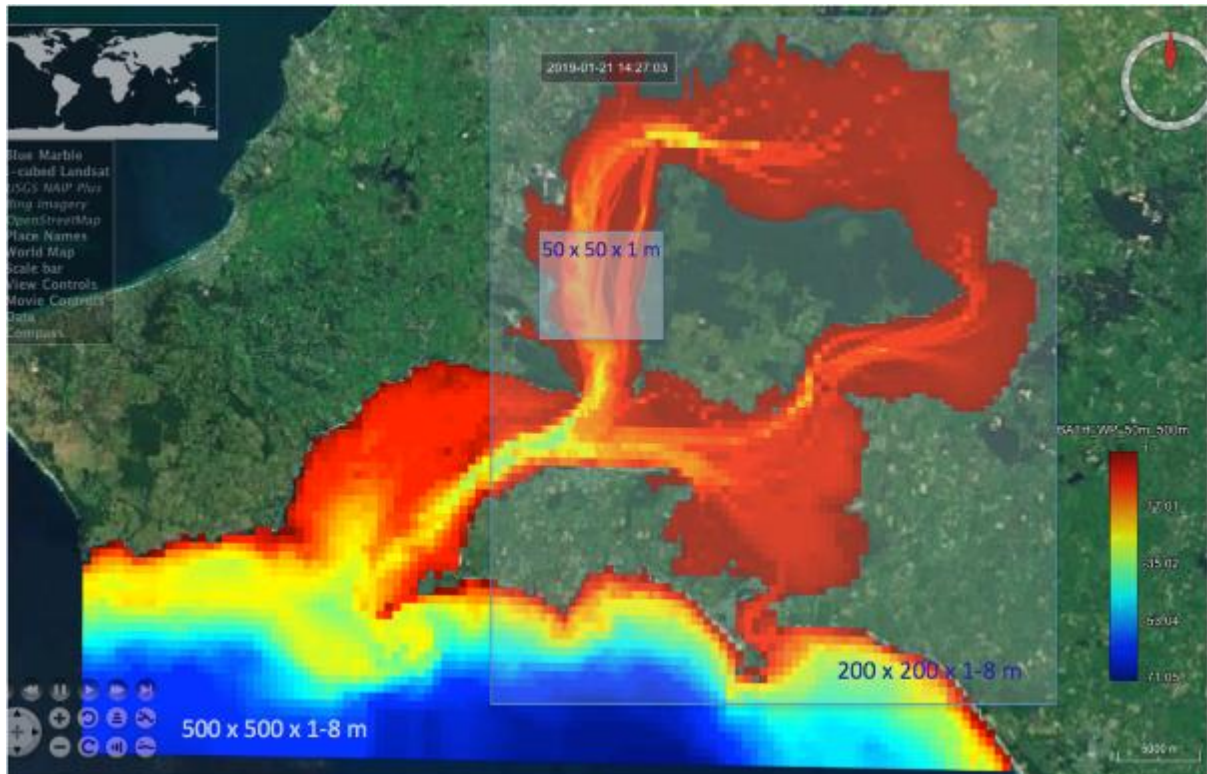 2019-01-21 14:27:03
Blue Marble
i-cubed Landsat
USGS NAIP Plus
Bing Imagery
OpenStreetMap
Place Names
World Map
Scale bar
View Controls
Movie Controls
Data
Compass
50 x 50 x 1 m
-35.02
-53.04
-71.05
200 x 200 x 1-8 m
500 x 500 x 1-8 m
5000 m